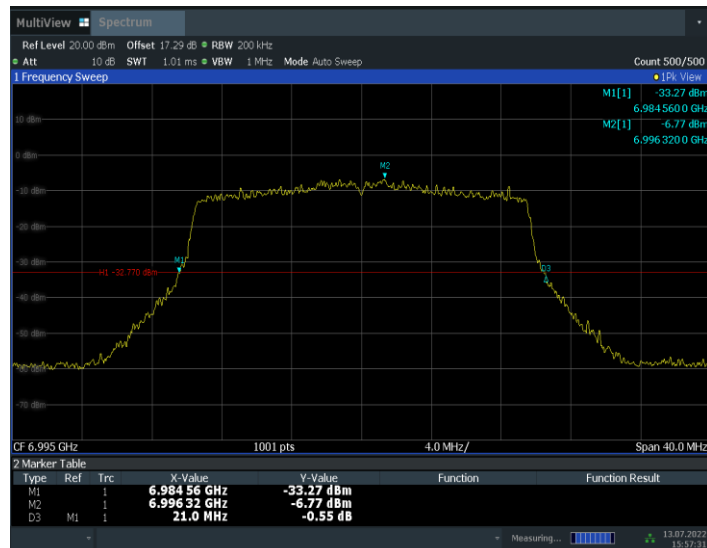 MultiView Spectrum
Ref Level 20.00 dBm Offset 17.29 dB RBW 200 kHz
Att 10 dB SWT 1.01 ms VBW 1 MHz Mode Auto Sweep Count 500/500
1 Frequency Sweep 1Pk View
M1[1] -33.27 dBm
6.9845600 GHz
M2[1] -6.77 dBm
6.9963200 GHz
10 dBm
0 dBm
M2
-10 dBm
-20 dBm
-30 dBm
M1
D3
H1 -32.770 dBm
-40 dBm
-50 dBm
-60 dBm
-70 dBm
CF 6.995 GHz 1001 pts 4.0 MHz/ Span 40.0 MHz
2 Marker Table
Type Ref Trc X-Value Y-Value Function Function Result
M1 1 6.984 56 GHz -33.27 dBm
M2 1 6.996 32 GHz -6.77 dBm
D3 M1 1 21.0 MHz -0.55 dB
Measuring... 13.07.2022
15:57:31